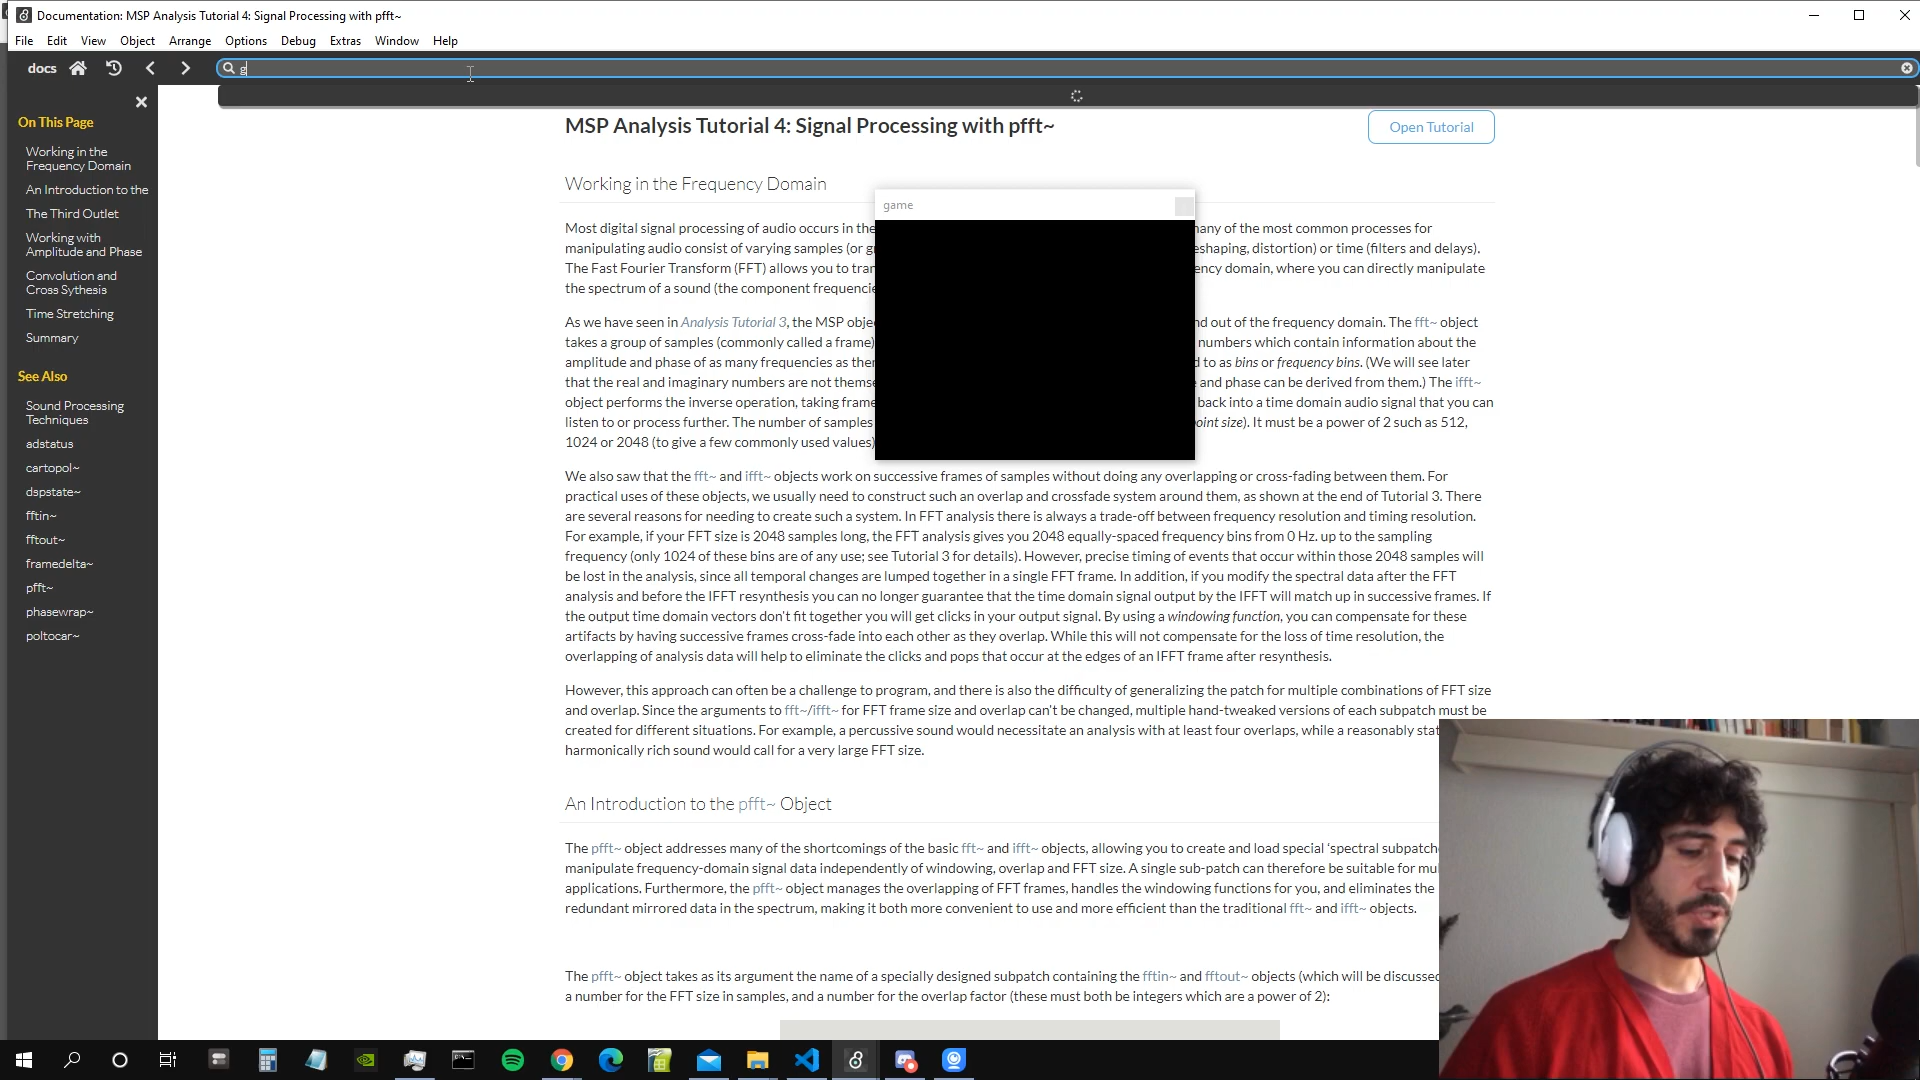 Documentation: MSP Analysis Tutorial 4: Signal Processing with pfft~
File Edit View Object Arrange Options Debug Extras Window Help
docs
g
On This Page
Working in the
Frequency Domain
An Introduction to the
The Third Outlet
Working with
Amplitude and Phase
Convolution and
Cross Sythesis
Time Stretching
Summary
See Also
Sound Processing
Techniques
adstatus
cartopol~
dspstate~
fftin~
fftout~
framedelta~
pfft~
phasewrap~
poltocar~
MSP Analysis Tutorial 4: Signal Processing with pfft~
Open Tutorial
Working in the Frequency Domain
game
Most digital signal processing of audio occurs in the many of the most common processes for
manipulating audio consist of varying samples (or eshaping, distortion) or time (filters and delays).
The Fast Fourier Transform (FFT) allows you to tran ency domain, where you can directly manipulate
the spectrum of a sound (the component frequencie
As we have seen in Analysis Tutorial 3, the MSP obje nd out of the frequency domain. The fft~ object
takes a group of samples (commonly called a frame) numbers which contain information about the
amplitude and phase of as many frequencies as ther d to as bins or frequency bins. (We will see later
that the real and imaginary numbers are not themse e and phase can be derived from them.) The ifft~
object performs the inverse operation, taking frame back into a time domain audio signal that you can
listen to or process further. The number of samples oint size). It must be a power of 2 such as 512,
1024 or 2048 (to give a few commonly used values)
We also saw that the fft~ and ifft~ objects work on successive frames of samples without doing any overlapping or cross-fading between them. For
practical uses of these objects, we usually need to construct such an overlap and crossfade system around them, as shown at the end of Tutorial 3. There
are several reasons for needing to create such a system. In FFT analysis there is always a trade-off between frequency resolution and timing resolution.
For example, if your FFT size is 2048 samples long, the FFT analysis gives you 2048 equally-spaced frequency bins from 0 Hz. up to the sampling
frequency (only 1024 of these bins are of any use; see Tutorial 3 for details). However, precise timing of events that occur within those 2048 samples will
be lost in the analysis, since all temporal changes are lumped together in a single FFT frame. In addition, if you modify the spectral data after the FFT
analysis and before the IFFT resynthesis you can no longer guarantee that the time domain signal output by the IFFT will match up in successive frames. If
the output time domain vectors don't fit together you will get clicks in your output signal. By using a windowing function, you can compensate for these
artifacts by having successive frames cross-fade into each other as they overlap. While this will not compensate for the loss of time resolution, the
overlapping of analysis data will help to eliminate the clicks and pops that occur at the edges of an IFFT frame after resynthesis.
However, this approach can often be a challenge to program, and there is also the difficulty of generalizing the patch for multiple combinations of FFT size
and overlap. Since the arguments to fft~/ifft~ for FFT frame size and overlap can't be changed, multiple hand-tweaked versions of each subpatch must be
created for different situations. For example, a percussive sound would necessitate an analysis with at least four overlaps, while a reasonably stat
harmonically rich sound would call for a very large FFT size.
An Introduction to the pfft~ Object
The pfft~ object addresses many of the shortcomings of the basic fft~ and ifft~ objects, allowing you to create and load special ‘spectral subpatche
manipulate frequency-domain signal data independently of windowing, overlap and FFT size. A single sub-patch can therefore be suitable for mul
applications. Furthermore, the pfft~ object manages the overlapping of FFT frames, handles the windowing functions for you, and eliminates the
redundant mirrored data in the spectrum, making it both more convenient to use and more efficient than the traditional fft~ and ifft~ objects.
The pfft~ object takes as its argument the name of a specially designed subpatch containing the fftin~ and fftout~ objects (which will be discussed
a number for the FFT size in samples, and a number for the overlap factor (these must both be integers which are a power of 2):